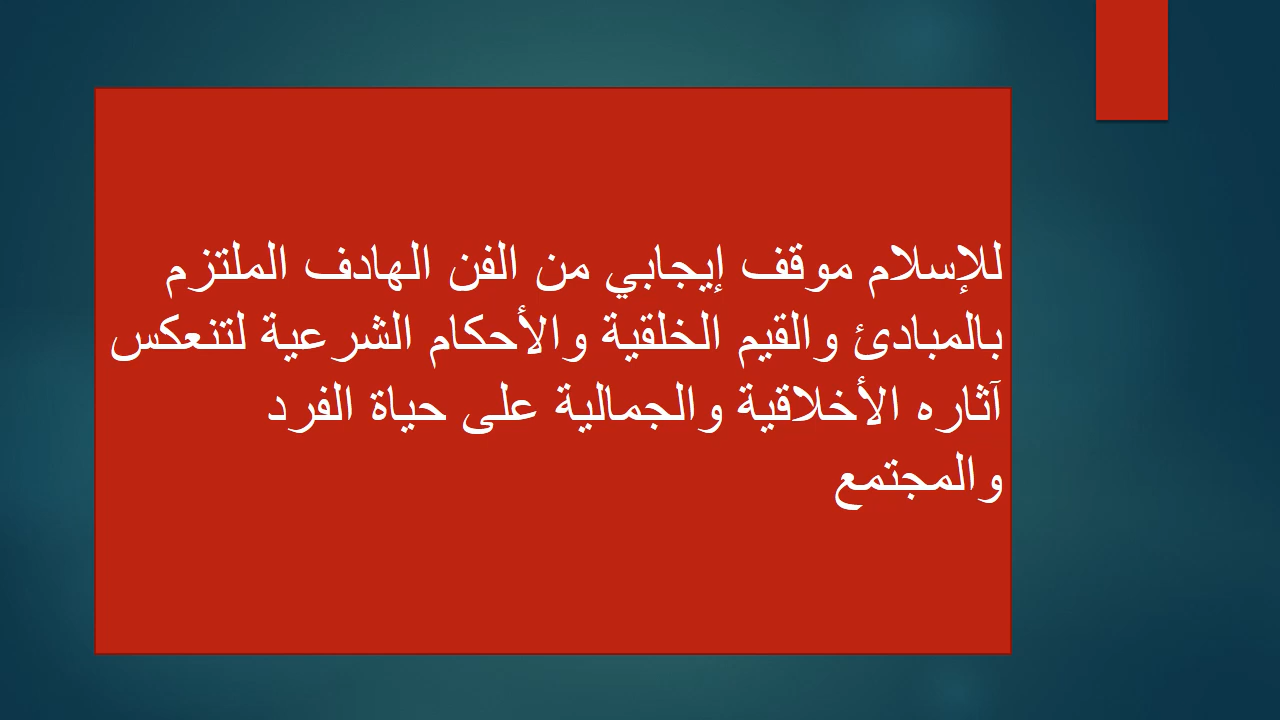 للإسلام موقف إيجابي من الفن الهادف الملتزم
بالمبادئ والقيم الخلقية والأحكام الشرعية لتنعكس
آثاره الأخلاقية والجمالية على حياة الفرد
والمجتمع